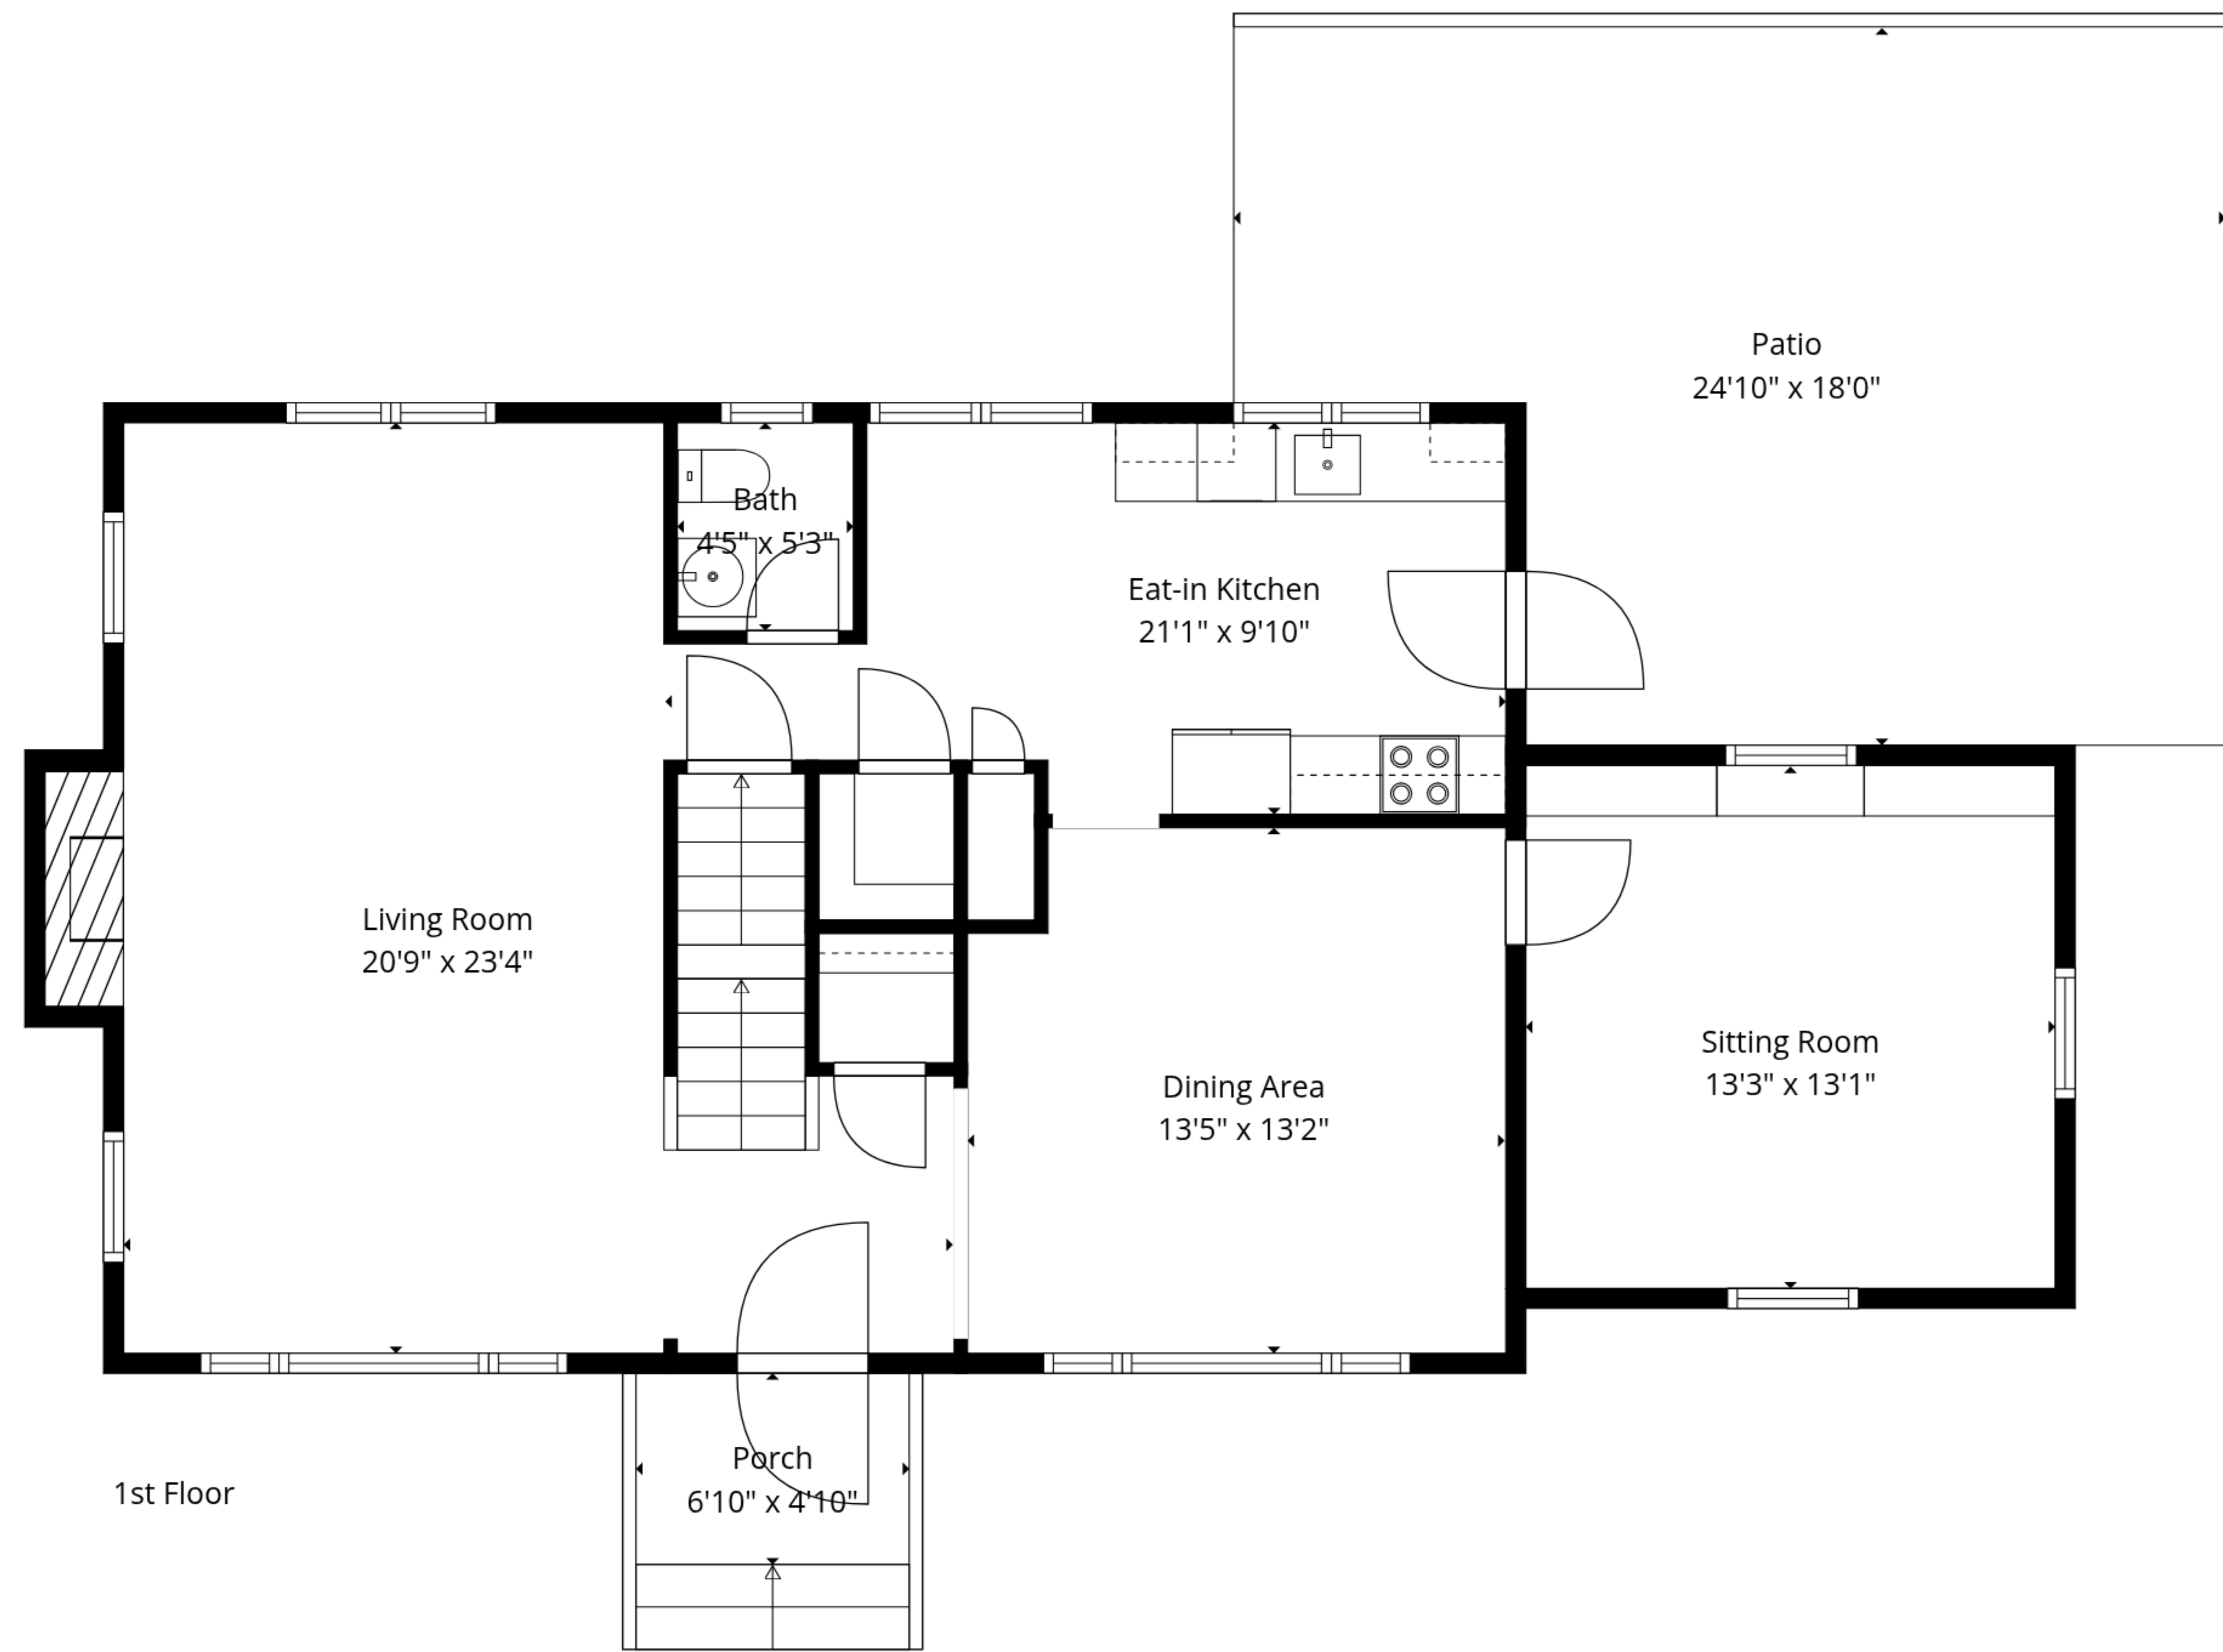 Patio
24'10" x 18'0"
Bath
4'5" x 5'3"
Eat-in Kitchen
21'1" x 9'10"
Living Room
20'9" x 23'4"
Sitting Room
13'3" x 13'1"
Dining Area
13'5" x 13'2"
Porch
6'10" x 4'10"
1st Floor